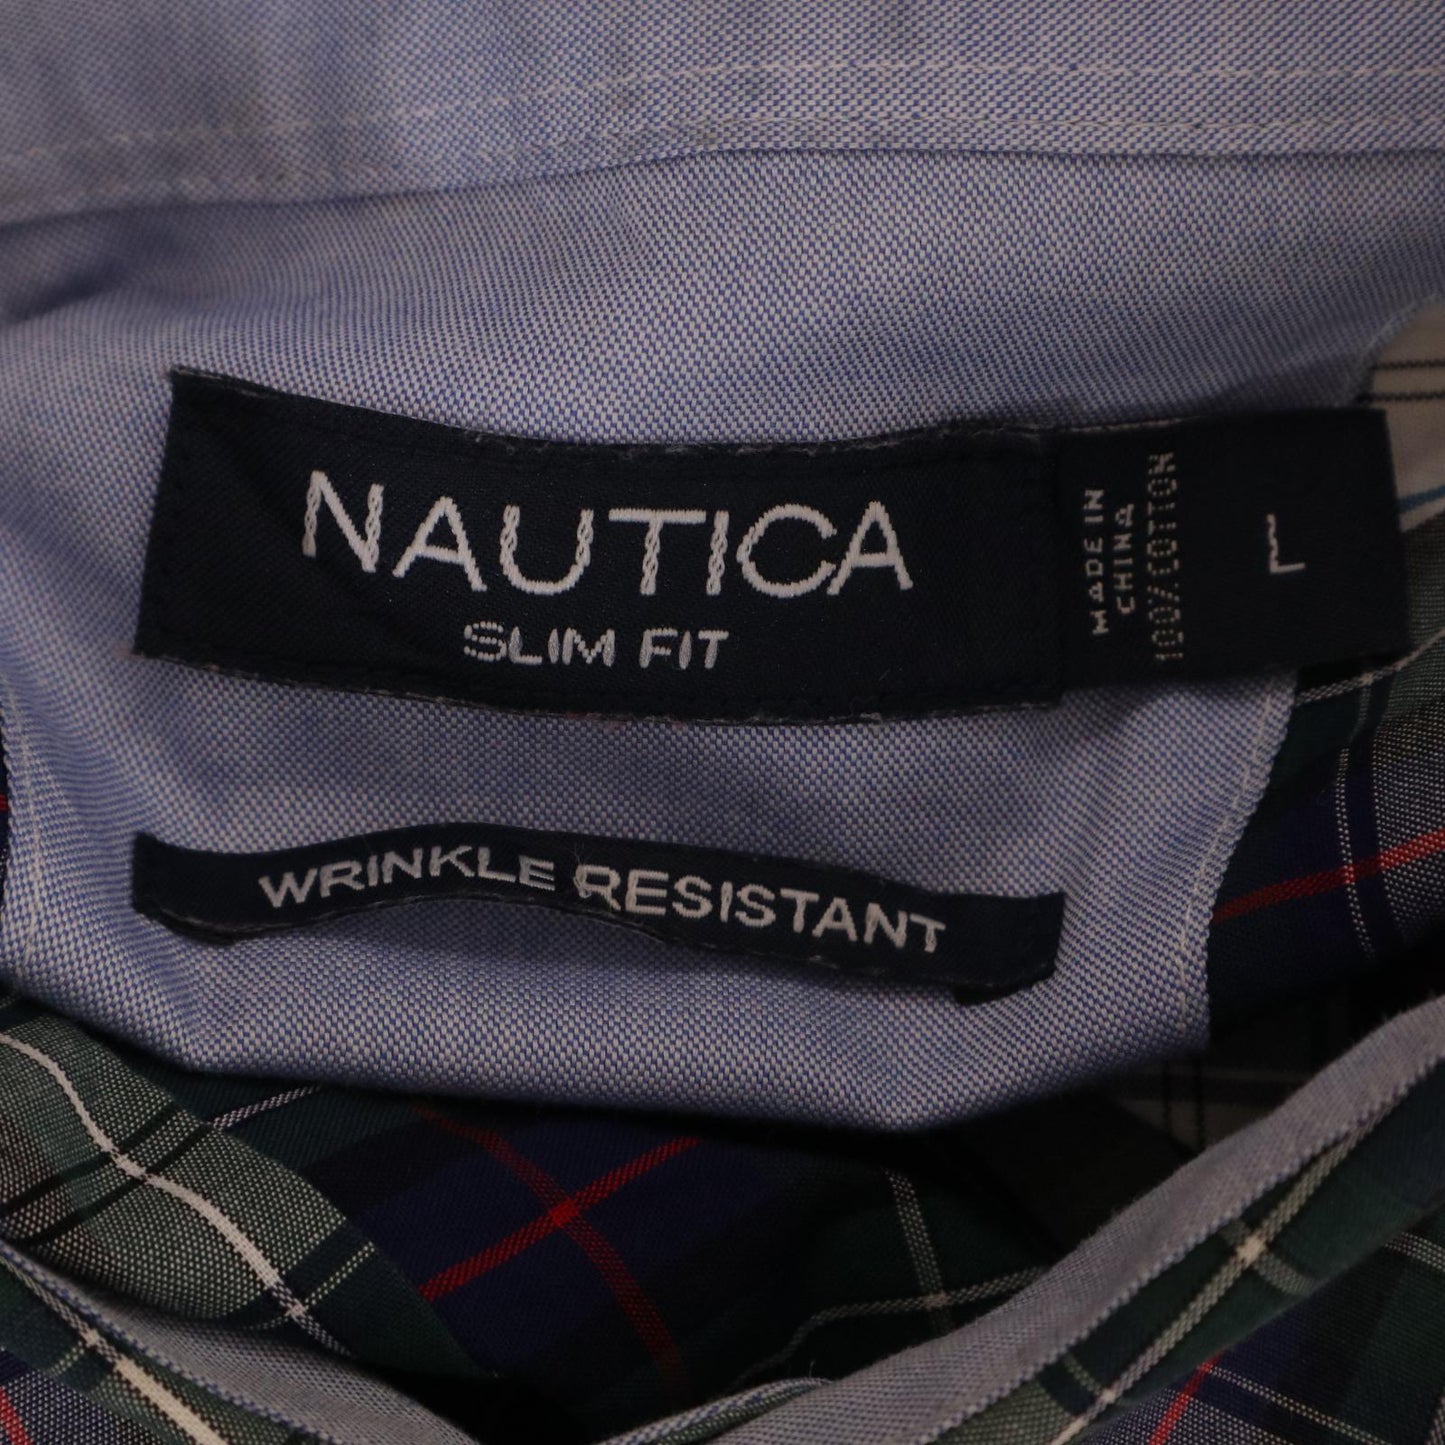 NAUTICA
SLIM FIT
MADE IN
CHINA
100%COTTON
L
WRINKLE RESISTANT